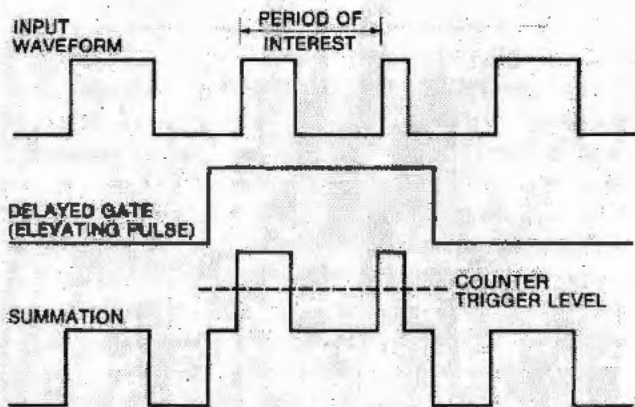 PERIOD OF
INTEREST
INPUT
WAVEFORM
DELAYED GATE
(ELEVATING PULSE)
COUNTER
TRIGGER LEVEL
SUMMATION